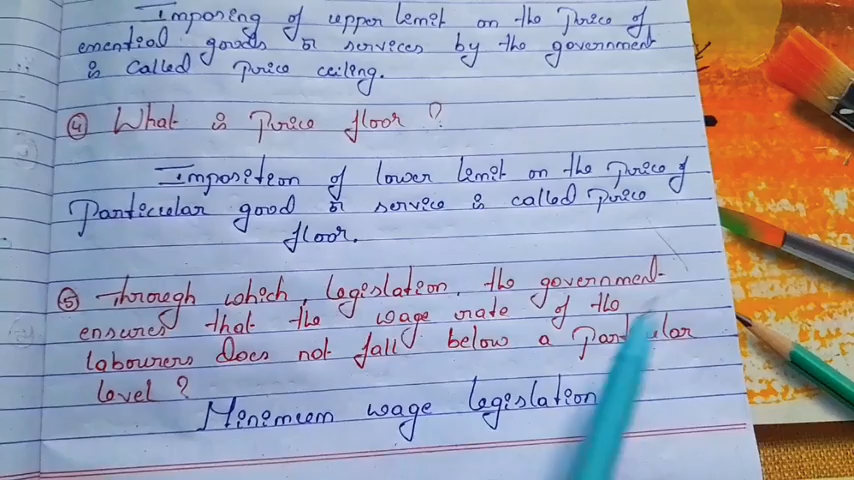 Imposing of upper limit on the Price of
essential goods or services by the government
is called Price ceiling.
④ What is Price floor ?
Imposition of lower limit on the Price of
Particular good or service is called Price
floor.
⑤ Through which, legislation, the government
ensures that the wage rate of the
labourers does not fall below a Particular
level ?
Minimum wage legislation